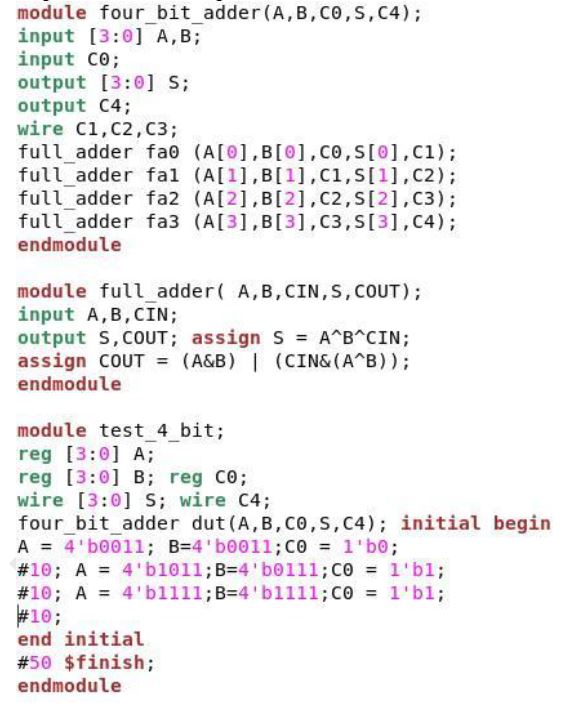 module four_bit_adder(A,B,C0,S,C4);
input [3:0] A,B;
input C0;
output [3:0] S;
output C4;
wire C1,C2,C3;
full_adder fa0 (A[0],B[0],C0,S[0],C1);
full_adder fa1 (A[1],B[1],C1,S[1],C2);
full_adder fa2 (A[2],B[2],C2,S[2],C3);
full_adder fa3 (A[3],B[3],C3,S[3],C4);
endmodule

module full_adder( A,B,CIN,S,COUT);
input A,B,CIN;
output S,COUT; assign S = A^B^CIN;
assign COUT = (A&B) | (CIN&(A^B));
endmodule

module test_4_bit;
reg [3:0] A;
reg [3:0] B; reg C0;
wire [3:0] S; wire C4;
four_bit_adder dut(A,B,C0,S,C4); initial begin
A = 4'b0011; B=4'b0011;C0 = 1'b0;
#10; A = 4'b1011;B=4'b0111;C0 = 1'b1;
#10; A = 4'b1111;B=4'b1111;C0 = 1'b1;
#10;
end initial
#50 $finish;
endmodule